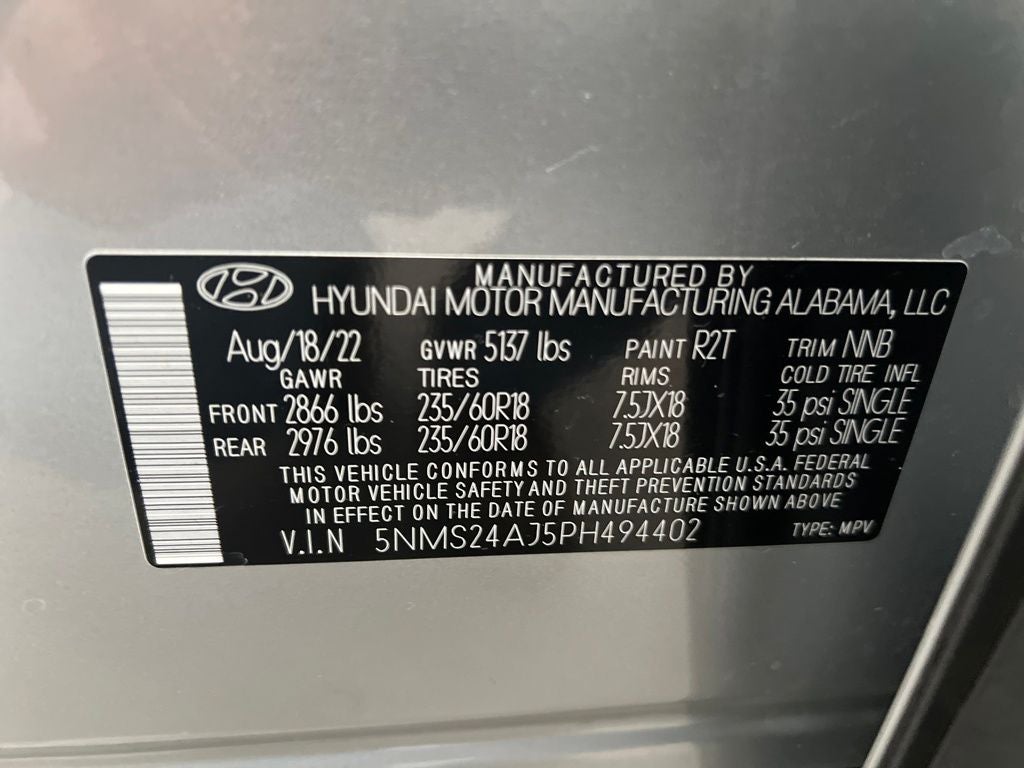 MANUFACTURED BY
HYUNDAI MOTOR MANUFACTURING ALABAMA, LLC
Aug/18/22 GVWR 5137 lbs PAINT R2T TRIM NNB
GAWR TIRES RIMS COLD TIRE INFL
FRONT 2866 lbs 235/60R18 7.5JX18 35 psi SINGLE
REAR 2976 lbs 235/60R18 7.5JX18 35 psi SINGLE
THIS VEHICLE CONFORMS TO ALL APPLICABLE U.S.A. FEDERAL
MOTOR VEHICLE SAFETY AND THEFT PREVENTION STANDARDS
IN EFFECT ON THE DATE OF MANUFACTURE SHOWN ABOVE
V.I.N 5NMS24AJ5PH494402 TYPE: MPV